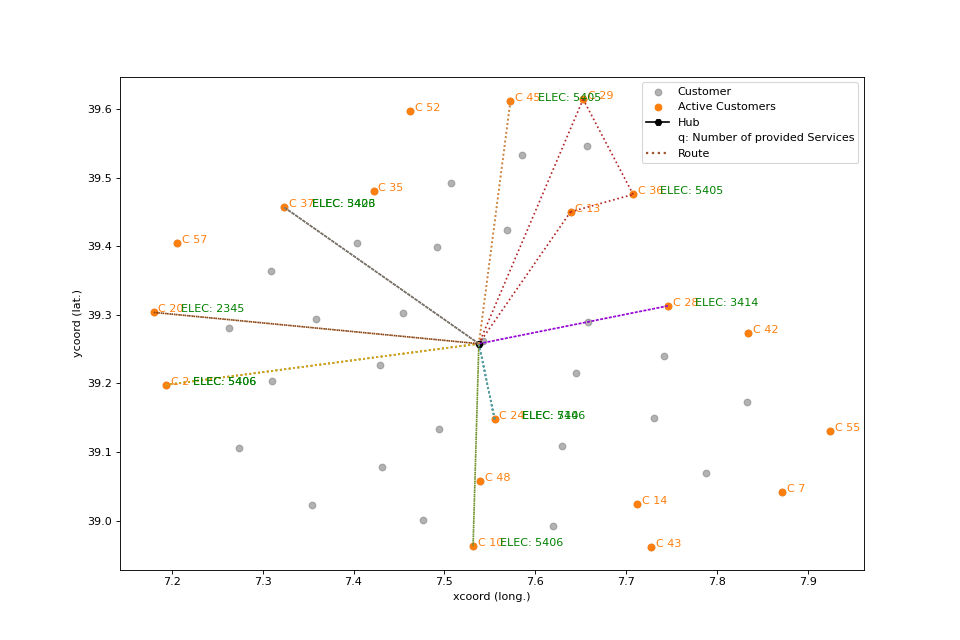 39.6
39.5
39.4
39.3
39.2
39.1
39.0
7.2 7.3 7.4 7.5 7.6 7.7 7.8 7.9
xcoord (long.)
ycoord (lat.)
Customer
Active Customers
Hub
q: Number of provided Services
Route
C 52
C 45
ELEC: 5405
C 29
C 35
C 37
ELEC:
C 36
ELEC: 5405
C 13
C 57
C 20
ELEC: 2345
C 28
ELEC: 3414
C 42
C 2
ELEC: 5406
C 24
ELEC:
C 55
C 48
C 7
C 14
C 10
ELEC: 5406
C 43